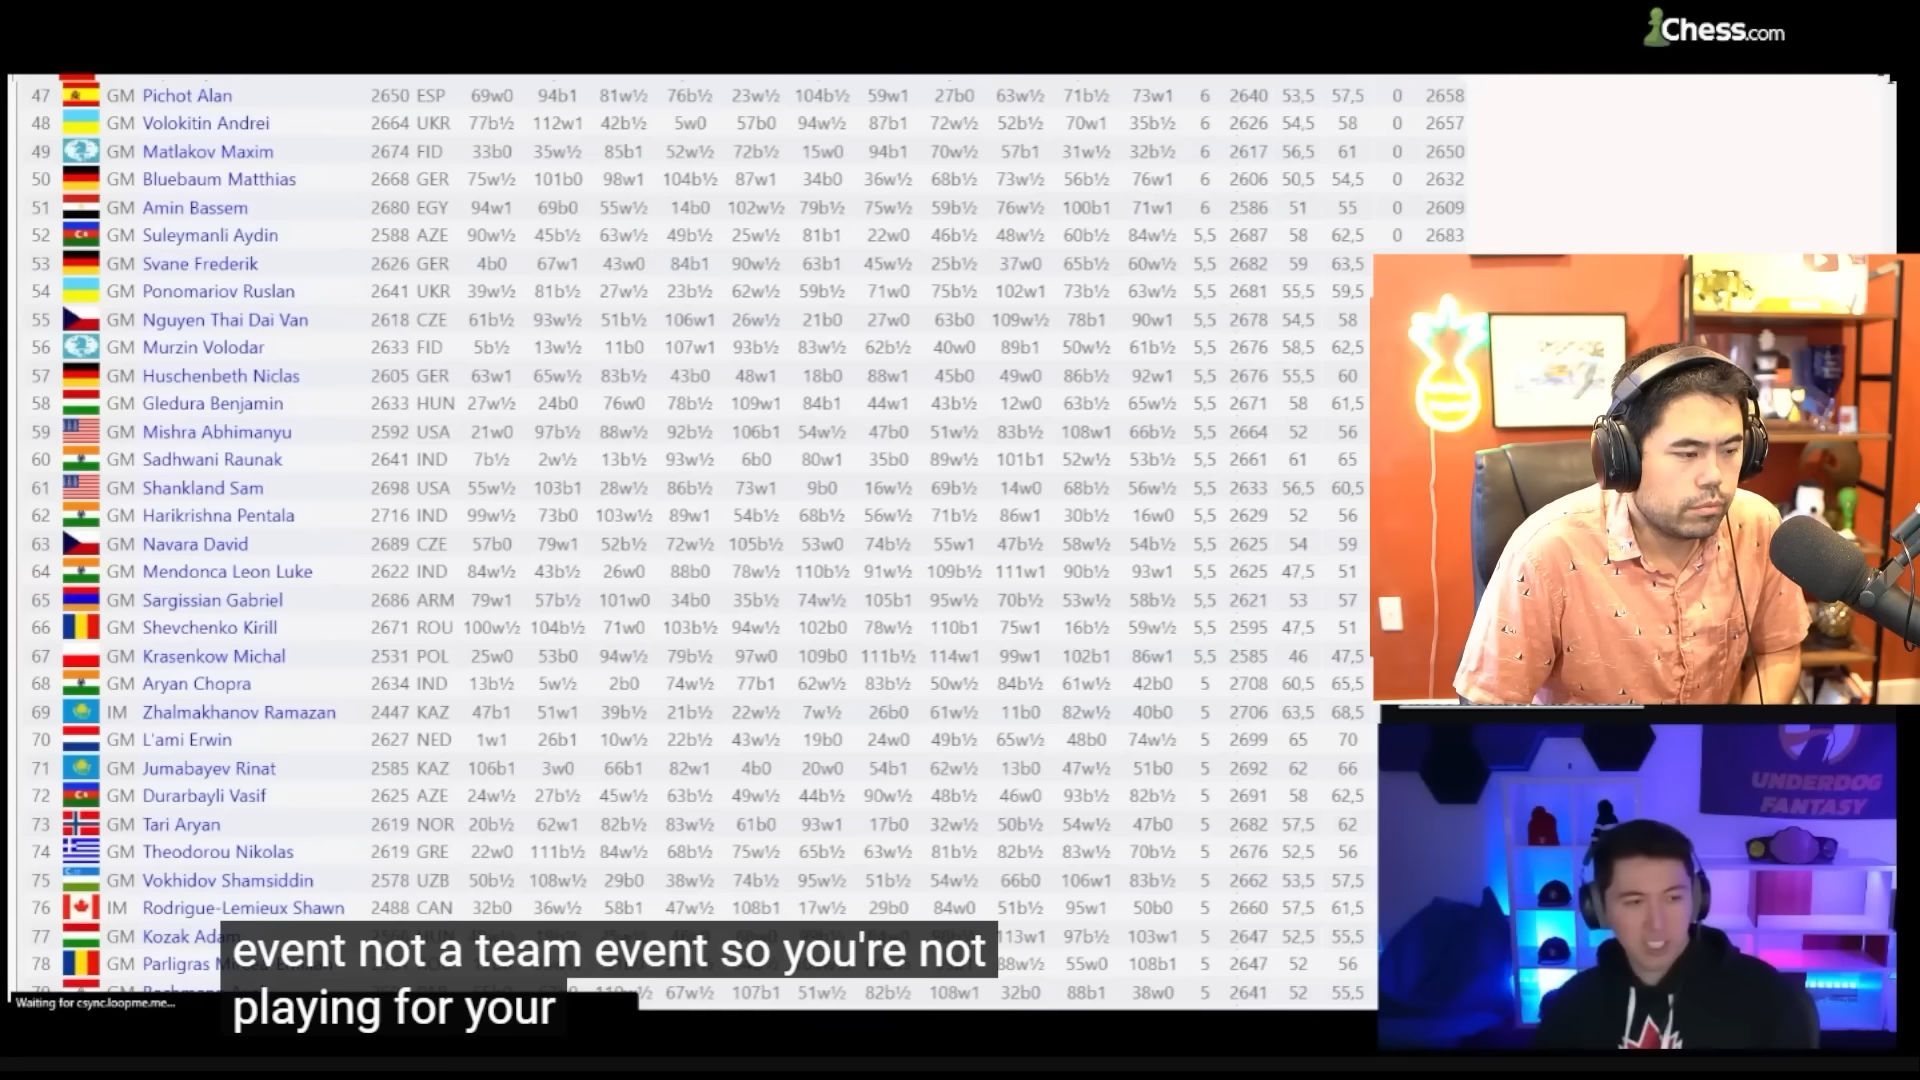 Chess.com
47 GM Pichot Alan 2650 ESP 69w0 94b1 81w½ 76b½ 23w½ 104b½ 59w1 27b0 63w½ 71b½ 73w1 6 2640 53,5 57,5 0 2658
48 GM Volokitin Andrei 2664 UKR 77b½ 112w1 42b½ 5w0 57b0 94w½ 87b1 72w½ 52b½ 70w1 35b½ 6 2626 54,5 58 0 2657
49 GM Matlakov Maxim 2674 FID 33b0 35w½ 85b1 52w½ 72b½ 15w0 94b1 70w½ 57b1 31w½ 32b½ 6 2617 56,5 61 0 2650
50 GM Bluebaum Matthias 2668 GER 75w½ 101b0 98w1 104b½ 87w1 34b0 36w½ 68b½ 73w½ 56b½ 76w1 6 2606 50,5 54,5 0 2632
51 GM Amin Bassem 2680 EGY 94w1 69b0 55w½ 14b0 102w½ 79b½ 75w½ 59b½ 76w½ 100b1 71w1 6 2586 51 55 0 2609
52 GM Suleymanli Aydin 2588 AZE 90w½ 45b½ 63w½ 49b½ 25w½ 81b1 22w0 46b½ 48w½ 60b½ 84w½ 5,5 2687 58 62,5 0 2683
53 GM Svane Frederik 2626 GER 4b0 67w1 43w0 84b1 90w½ 63b1 45w½ 25b½ 37w0 65b½ 60w½ 5,5 2682 59 63,5
54 GM Ponomariov Ruslan 2641 UKR 39w½ 81b½ 27w½ 23b½ 62w½ 59b½ 71w0 75b½ 102w1 73b½ 63w½ 5,5 2681 55,5 59,5
55 GM Nguyen Thai Dai Van 2618 CZE 61b½ 93w½ 51b½ 106w1 26w½ 21b0 27w0 63b0 109w½ 78b1 90w1 5,5 2678 54,5 58
56 GM Murzin Volodar 2633 FID 5b½ 13w½ 11b0 107w1 93b½ 83w½ 62b½ 40w0 89b1 50w½ 61b½ 5,5 2676 58,5 62,5
57 GM Huschenbeth Niclas 2605 GER 63w1 65w½ 83b½ 43b0 48w1 18b0 88w1 45b0 49w0 86b½ 92w1 5,5 2676 55,5 60
58 GM Gledura Benjamin 2633 HUN 27w½ 24b0 76w0 78b½ 109w1 84b1 44w1 43b½ 12w0 63b½ 65w½ 5,5 2671 58 61,5
59 GM Mishra Abhimanyu 2592 USA 21w0 97b½ 88w½ 92b½ 106b1 54w½ 47b0 51w½ 83b½ 108w1 66b½ 5,5 2664 52 56
60 GM Sadhwani Raunak 2641 IND 7b½ 2w½ 13b½ 93w½ 6b0 80w1 35b0 89w½ 101b1 52w½ 53b½ 5,5 2661 61 65
61 GM Shankland Sam 2698 USA 55w½ 103b1 28w½ 86b½ 73w1 9b0 16w½ 69b½ 14w0 68b½ 56w½ 5,5 2633 56,5 60,5
62 GM Harikrishna Pentala 2716 IND 99w½ 73b0 103w½ 89w1 54b½ 68b½ 56w½ 71b½ 86w1 30b½ 16w0 5,5 2629 52 56
63 GM Navara David 2689 CZE 57b0 79w1 52b½ 72w½ 105b½ 53w0 74b½ 55w1 47b½ 58w½ 54b½ 5,5 2625 54 59
64 GM Mendonca Leon Luke 2622 IND 84w½ 43b½ 26w0 88b0 78w½ 110b½ 91w½ 109b½ 111w1 90b½ 93w1 5,5 2625 47,5 51
65 GM Sargissian Gabriel 2686 ARM 79w1 57b½ 101w0 34b0 35b½ 74w½ 105b1 95w½ 70b½ 53w½ 58b½ 5,5 2621 53 57
66 GM Shevchenko Kirill 2671 ROU 100w½ 104b½ 71w0 103b½ 94w½ 102b0 78w½ 110b1 75w1 16b½ 59w½ 5,5 2595 47,5 51
67 GM Krasenkow Michal 2531 POL 25w0 53b0 94w½ 79b½ 97w0 109b0 111b½ 114w1 99w1 102b1 86w1 5,5 2585 46 47,5
68 GM Aryan Chopra 2634 IND 13b½ 5w½ 2b0 74w½ 77b1 62w½ 83b½ 50w½ 84b½ 61w½ 42b0 5 2708 60,5 65,5
69 IM Zhalmakhanov Ramazan 2447 KAZ 47b1 51w1 39b½ 21b½ 22w½ 7w½ 26b0 61w½ 11b0 82w½ 40b0 5 2706 63,5 68,5
70 GM L'ami Erwin 2627 NED 1w1 26b1 10w½ 22b½ 43w½ 19b0 24w0 49b½ 65w½ 48b0 74w½ 5 2699 65 70
71 GM Jumabayev Rinat 2585 KAZ 106b1 3w0 66b1 82w1 4b0 20w0 54b1 62w½ 13b0 47w½ 51b0 5 2692 62 66
72 GM Durarbayli Vasif 2625 AZE 24w½ 27b½ 45w½ 63b½ 49w½ 44b½ 90w½ 48b½ 46w0 93b½ 82b½ 5 2691 58 62,5
73 GM Tari Aryan 2619 NOR 20b½ 62w1 82b½ 83w½ 61b0 93w1 17b0 32w½ 50b½ 54w½ 47b0 5 2682 57,5 62
74 GM Theodorou Nikolas 2619 GRE 22w0 111b½ 84w½ 68b½ 75w½ 65b½ 63w½ 81b½ 82b½ 83w½ 70b½ 5 2676 52,5 56
75 GM Vokhidov Shamsiddin 2578 UZB 50b½ 108w½ 29b0 38w½ 74b½ 95w½ 51b½ 54w½ 66b0 106w1 83b½ 5 2662 53,5 57,5
76 IM Rodrigue-Lemieux Shawn 2488 CAN 32b0 36w½ 58b1 47w½ 108b1 17w½ 29b0 84w0 51b½ 95w1 50b0 5 2660 57,5 61,5
77 GM Kozak Adam 113w1 97b½ 103w1 5 2647 52,5 55,5
78 GM Parligras 88w½ 55w0 108b1 5 2647 52 56
67w½ 107b1 51w½ 82b½ 108w1 32b0 88b1 38w0 5 2641 52 55,5
event not a team event so you're not
playing for your
Waiting for csync.loopme.me...
UNDERDOG
FANTASY